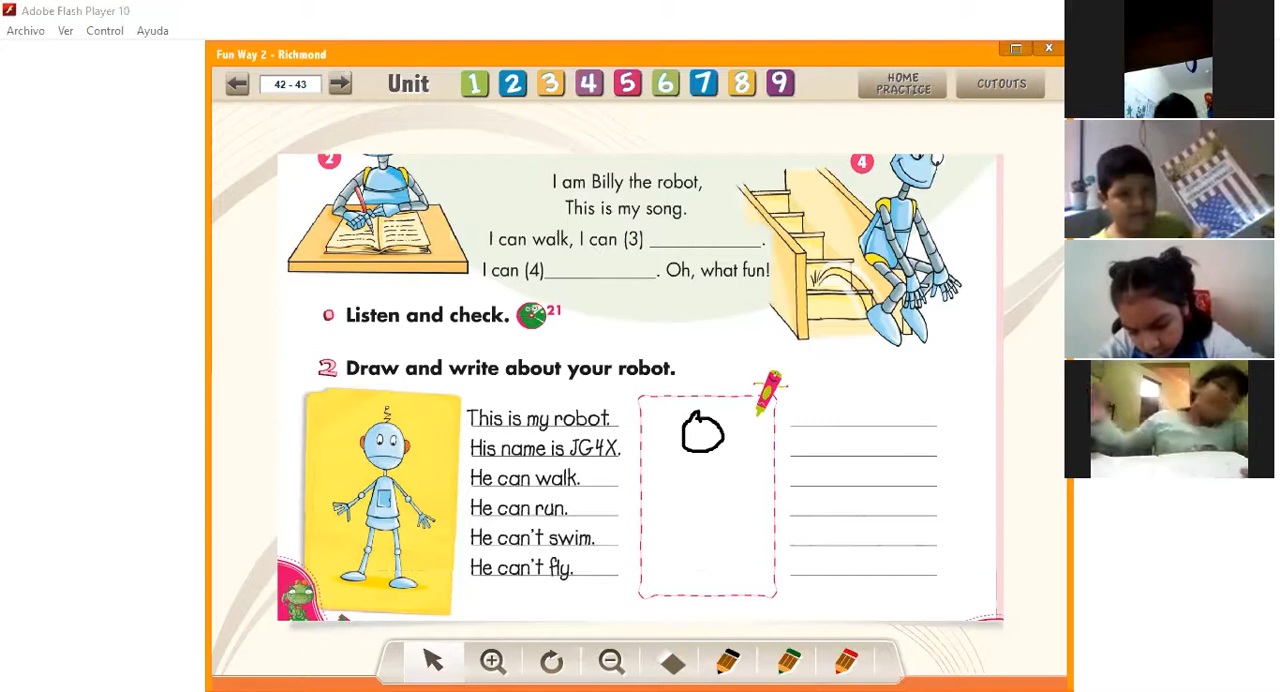 Adobe Flash Player 10
Archivo Ver Control Ayuda
Fun Way 2 - Richmond
42 - 43
Unit 1 2 3 4 5 6 7 8 9
HOME PRACTICE
CUTOUTS
2
4
I am Billy the robot,
This is my song.
I can walk, I can (3) ____________.
I can (4)____________. Oh, what fun!
Listen and check. 21
2 Draw and write about your robot.
This is my robot.
His name is JG4X.
He can walk.
He can run.
He can't swim.
He can't fly.